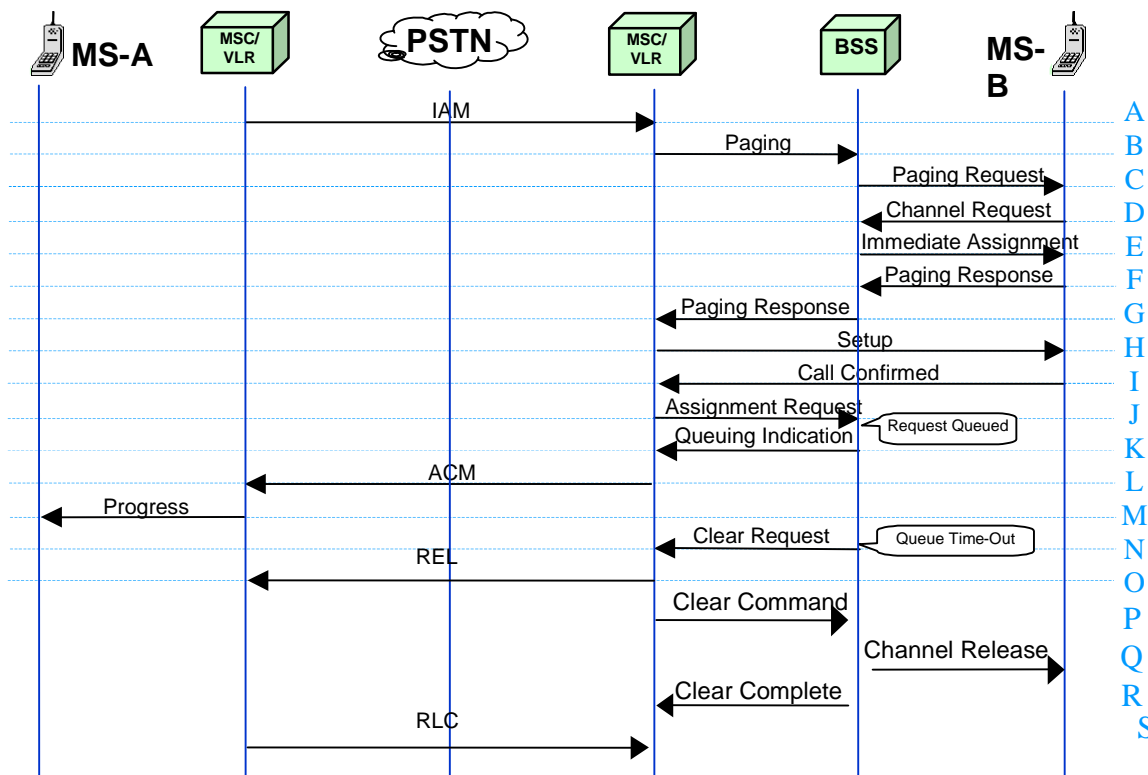 MS-A
MSC/
VLR
PSTN
MSC/
VLR
BSS
MS-
B
IAM
A
Paging
B
Paging Request
C
Channel Request
D
Immediate Assignment
E
Paging Response
F
Paging Response
G
Setup
H
Call Confirmed
I
Assignment Request
J
Request Queued
Queuing Indication
K
ACM
L
Progress
M
Clear Request
Queue Time-Out
N
REL
O
Clear Command
P
Channel Release
Q
Clear Complete
R
RLC
S